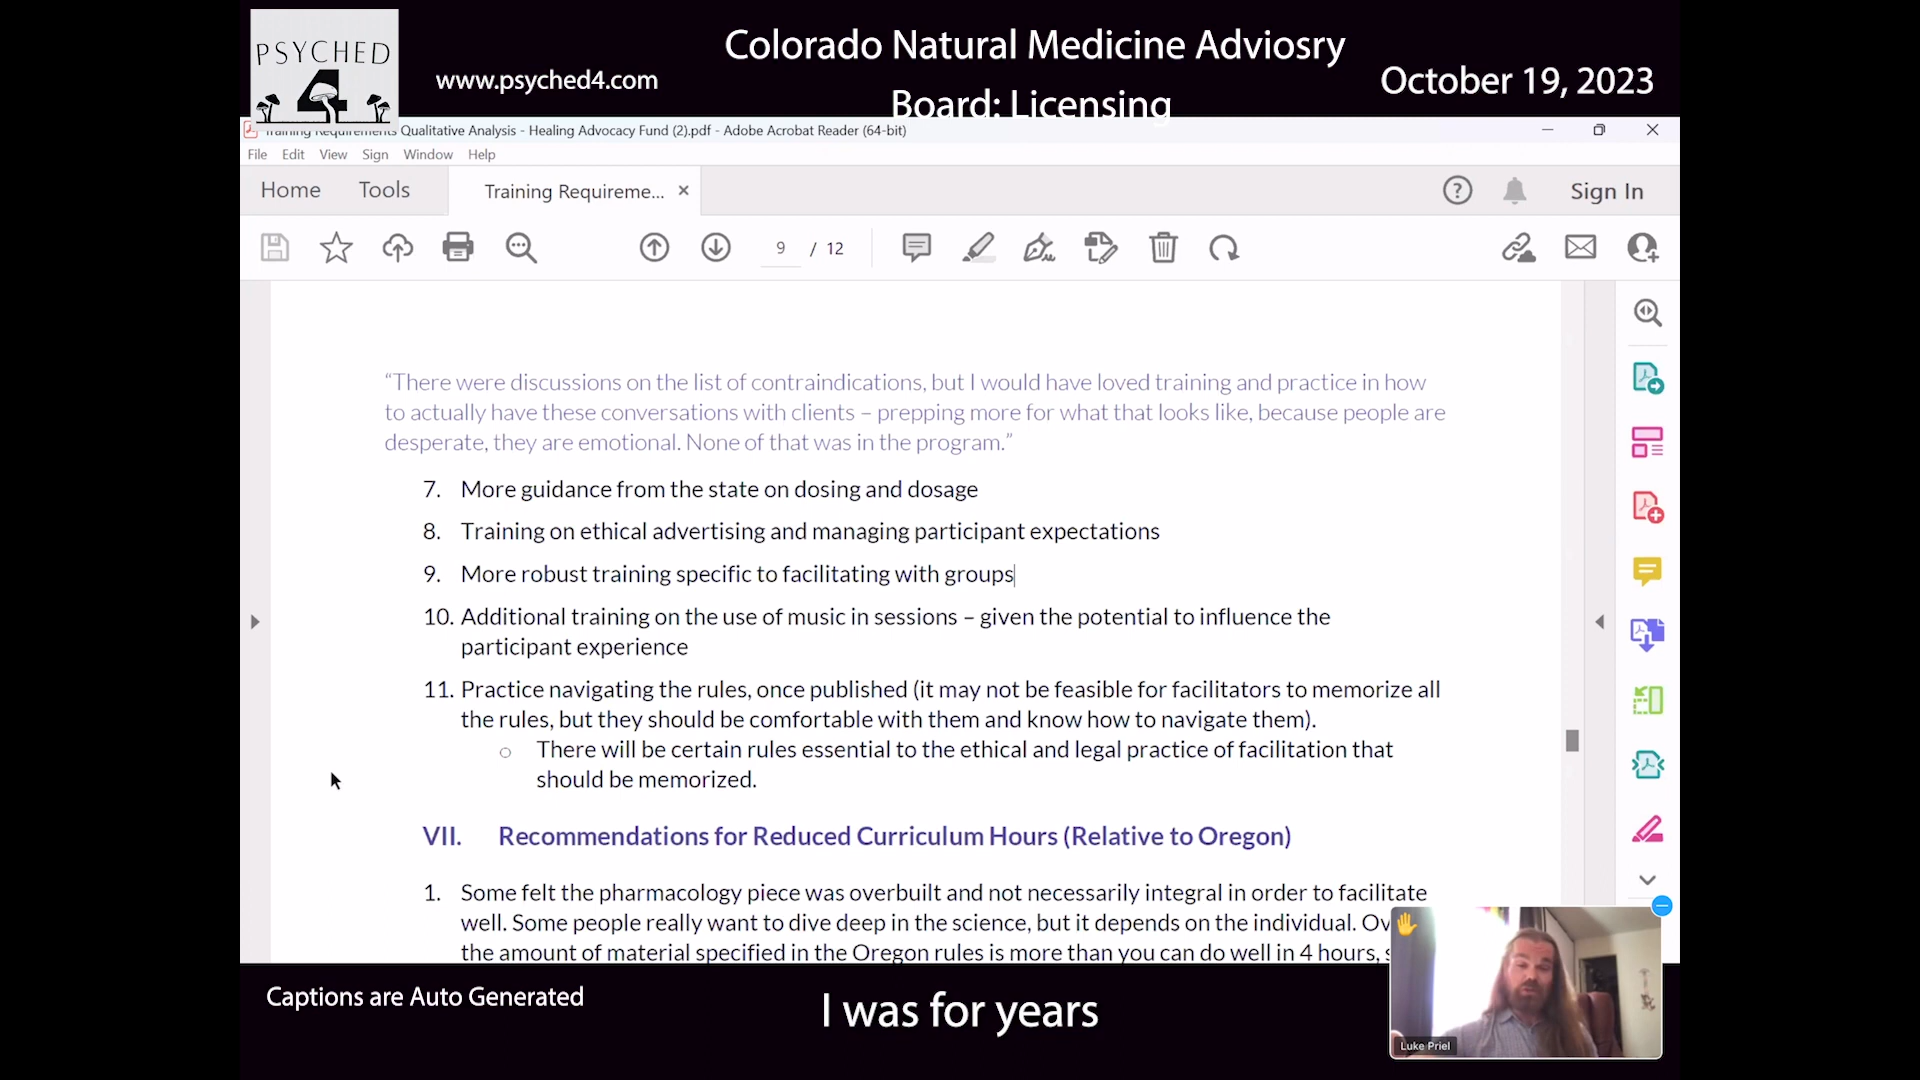 PSYCHED
4
www.psyched4.com
Colorado Natural Medicine Adviosry
Board: Licensing
October 19, 2023
Training Requirements Qualitative Analysis - Healing Advocacy Fund (2).pdf - Adobe Acrobat Reader (64-bit)
File Edit View Sign Window Help
Home Tools Training Requireme... Sign In
9 / 12
“There were discussions on the list of contraindications, but I would have loved training and practice in how
to actually have these conversations with clients – prepping more for what that looks like, because people are
desperate, they are emotional. None of that was in the program.”
7. More guidance from the state on dosing and dosage
8. Training on ethical advertising and managing participant expectations
9. More robust training specific to facilitating with groups
10. Additional training on the use of music in sessions – given the potential to influence the
participant experience
11. Practice navigating the rules, once published (it may not be feasible for facilitators to memorize all
the rules, but they should be comfortable with them and know how to navigate them).
○ There will be certain rules essential to the ethical and legal practice of facilitation that
should be memorized.
VII. Recommendations for Reduced Curriculum Hours (Relative to Oregon)
1. Some felt the pharmacology piece was overbuilt and not necessarily integral in order to facilitate
well. Some people really want to dive deep in the science, but it depends on the individual.
the amount of material specified in the Oregon rules is more than you can do well in 4 hours,
Captions are Auto Generated
I was for years
Luke Priel